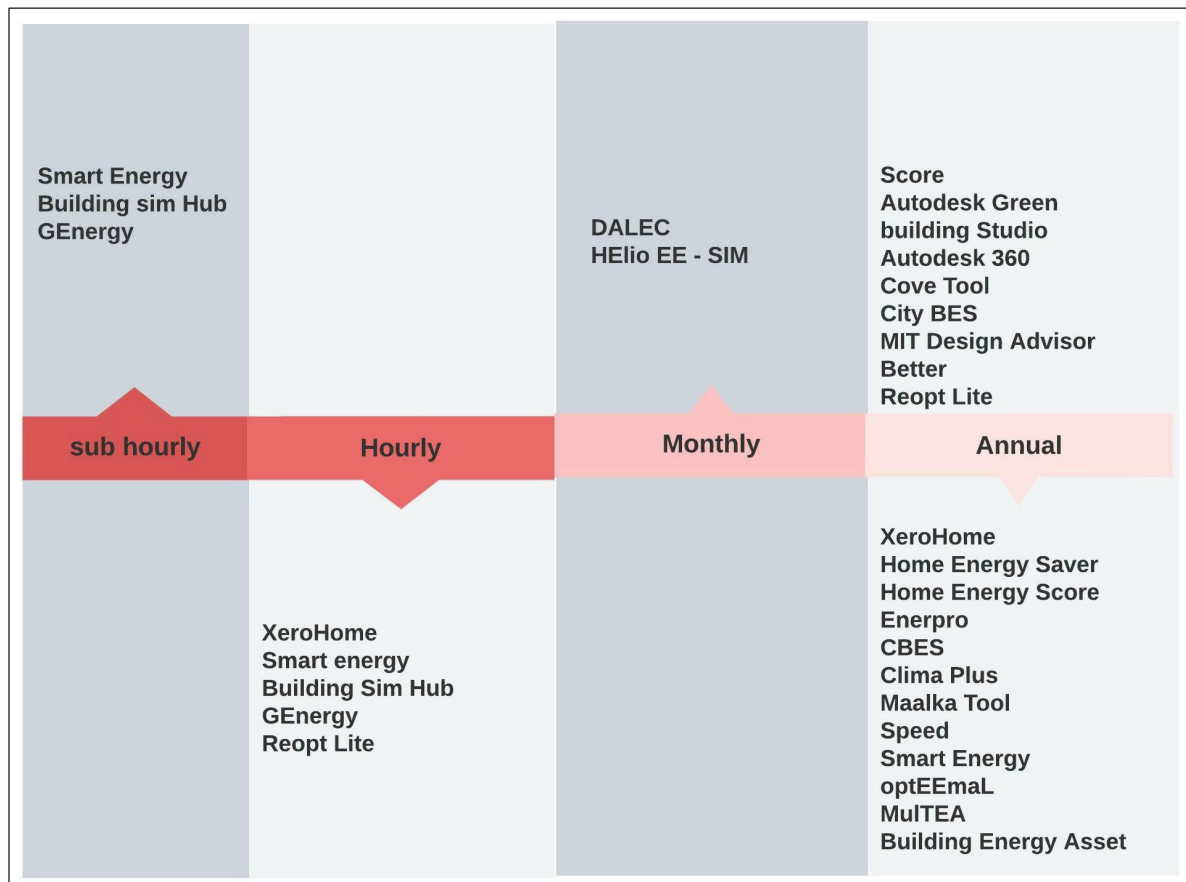 Smart Energy
Building sim Hub
GEnergy
DALEC
HElio EE - SIM
Score
Autodesk Green
building Studio
Autodesk 360
Cove Tool
City BES
MIT Design Advisor
Better
Reopt Lite
sub hourly
Hourly
Monthly
Annual
XeroHome
Smart energy
Building Sim Hub
GEnergy
Reopt Lite
XeroHome
Home Energy Saver
Home Energy Score
Enerpro
CBES
Clima Plus
Maalka Tool
Speed
Smart Energy
optEEmaL
MulTEA
Building Energy Asset